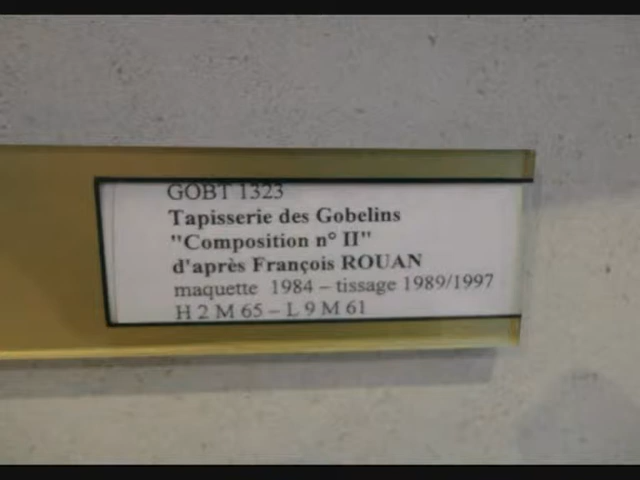 GOBT 1323
Tapisserie des Gobelins
"Composition n° II"
d'après François ROUAN
maquette 1984 – tissage 1989/1997
H 2 M 65 – L 9 M 61